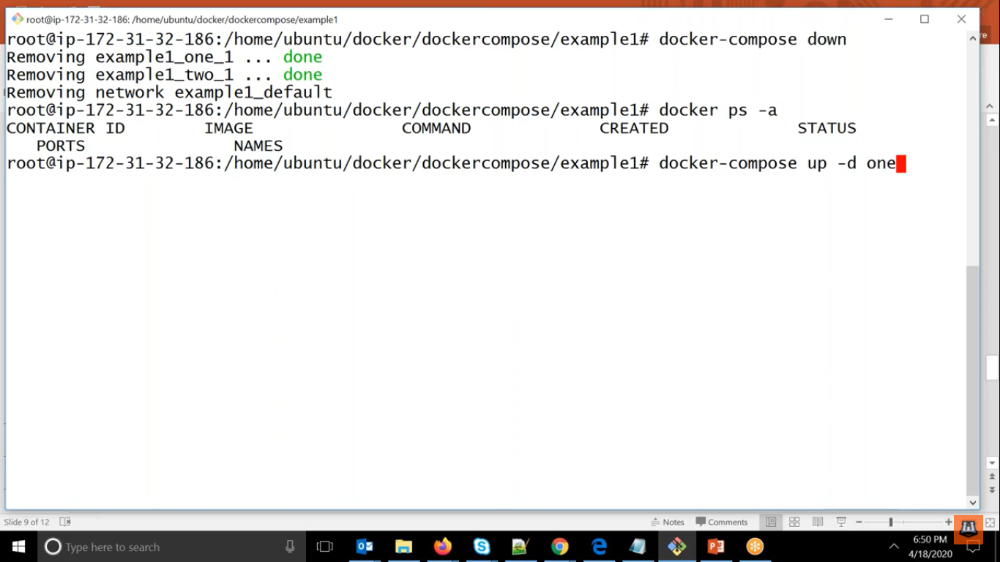 root@ip-172-31-32-186: /home/ubuntu/docker/dockercompose/example1
root@ip-172-31-32-186:/home/ubuntu/docker/dockercompose/example1# docker-compose down
Removing example1_one_1 ... done
Removing example1_two_1 ... done
Removing network example1_default
root@ip-172-31-32-186:/home/ubuntu/docker/dockercompose/example1# docker ps -a
CONTAINER ID IMAGE COMMAND CREATED STATUS
PORTS NAMES
root@ip-172-31-32-186:/home/ubuntu/docker/dockercompose/example1# docker-compose up -d one
Slide 9 of 12 Notes Comments
Type here to search
6:50 PM
4/18/2020